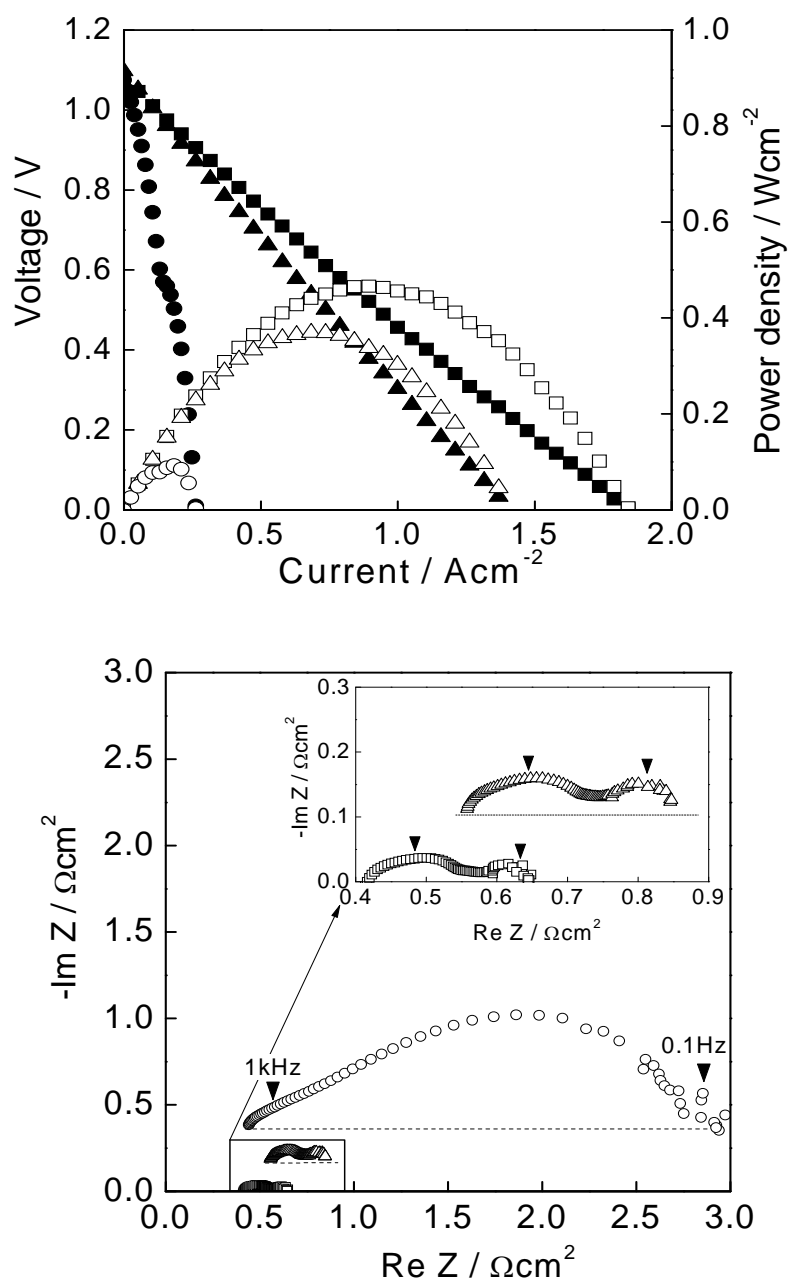 1.2
1.0
0.8
0.6
0.4
0.2
0.0
Voltage / V
1.0
0.8
0.6
0.4
0.2
0.0
Power density / Wcm-2
0.0 0.5 1.0 1.5 2.0
Current / Acm-2
3.0
2.5
2.0
1.5
1.0
0.5
0.0
-Im Z / Ωcm2
0.3
0.2
0.1
0.0
-Im Z / Ωcm2
0.4 0.5 0.6 0.7 0.8 0.9
Re Z / Ωcm2
1kHz
0.1Hz
0.0 0.5 1.0 1.5 2.0 2.5 3.0
Re Z / Ωcm2